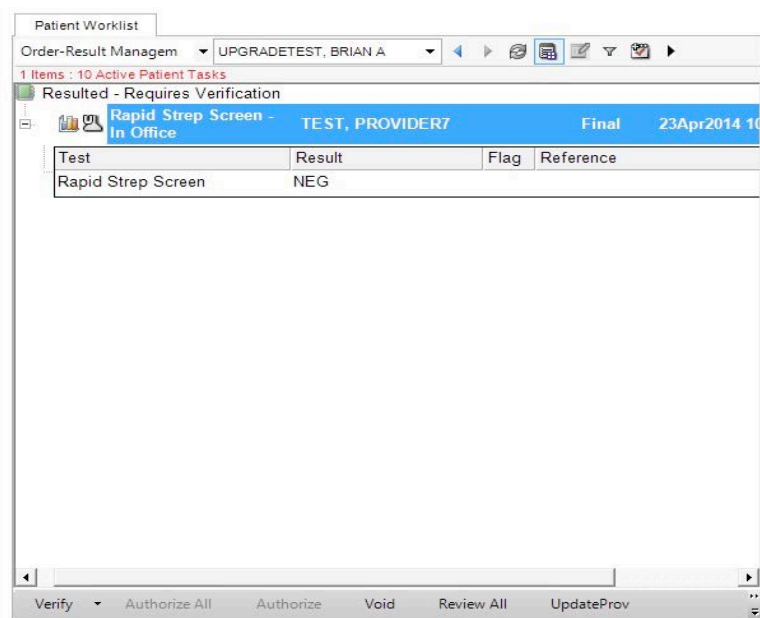 Patient Worklist
Order-Result Managem UPGRADETEST, BRIAN A
1 Items : 10 Active Patient Tasks
Resulted - Requires Verification
Rapid Strep Screen - In Office TEST, PROVIDER7 Final 23Apr2014 10
Test Result Flag Reference
Rapid Strep Screen NEG
Verify Authorize All Authorize Void Review All UpdateProv